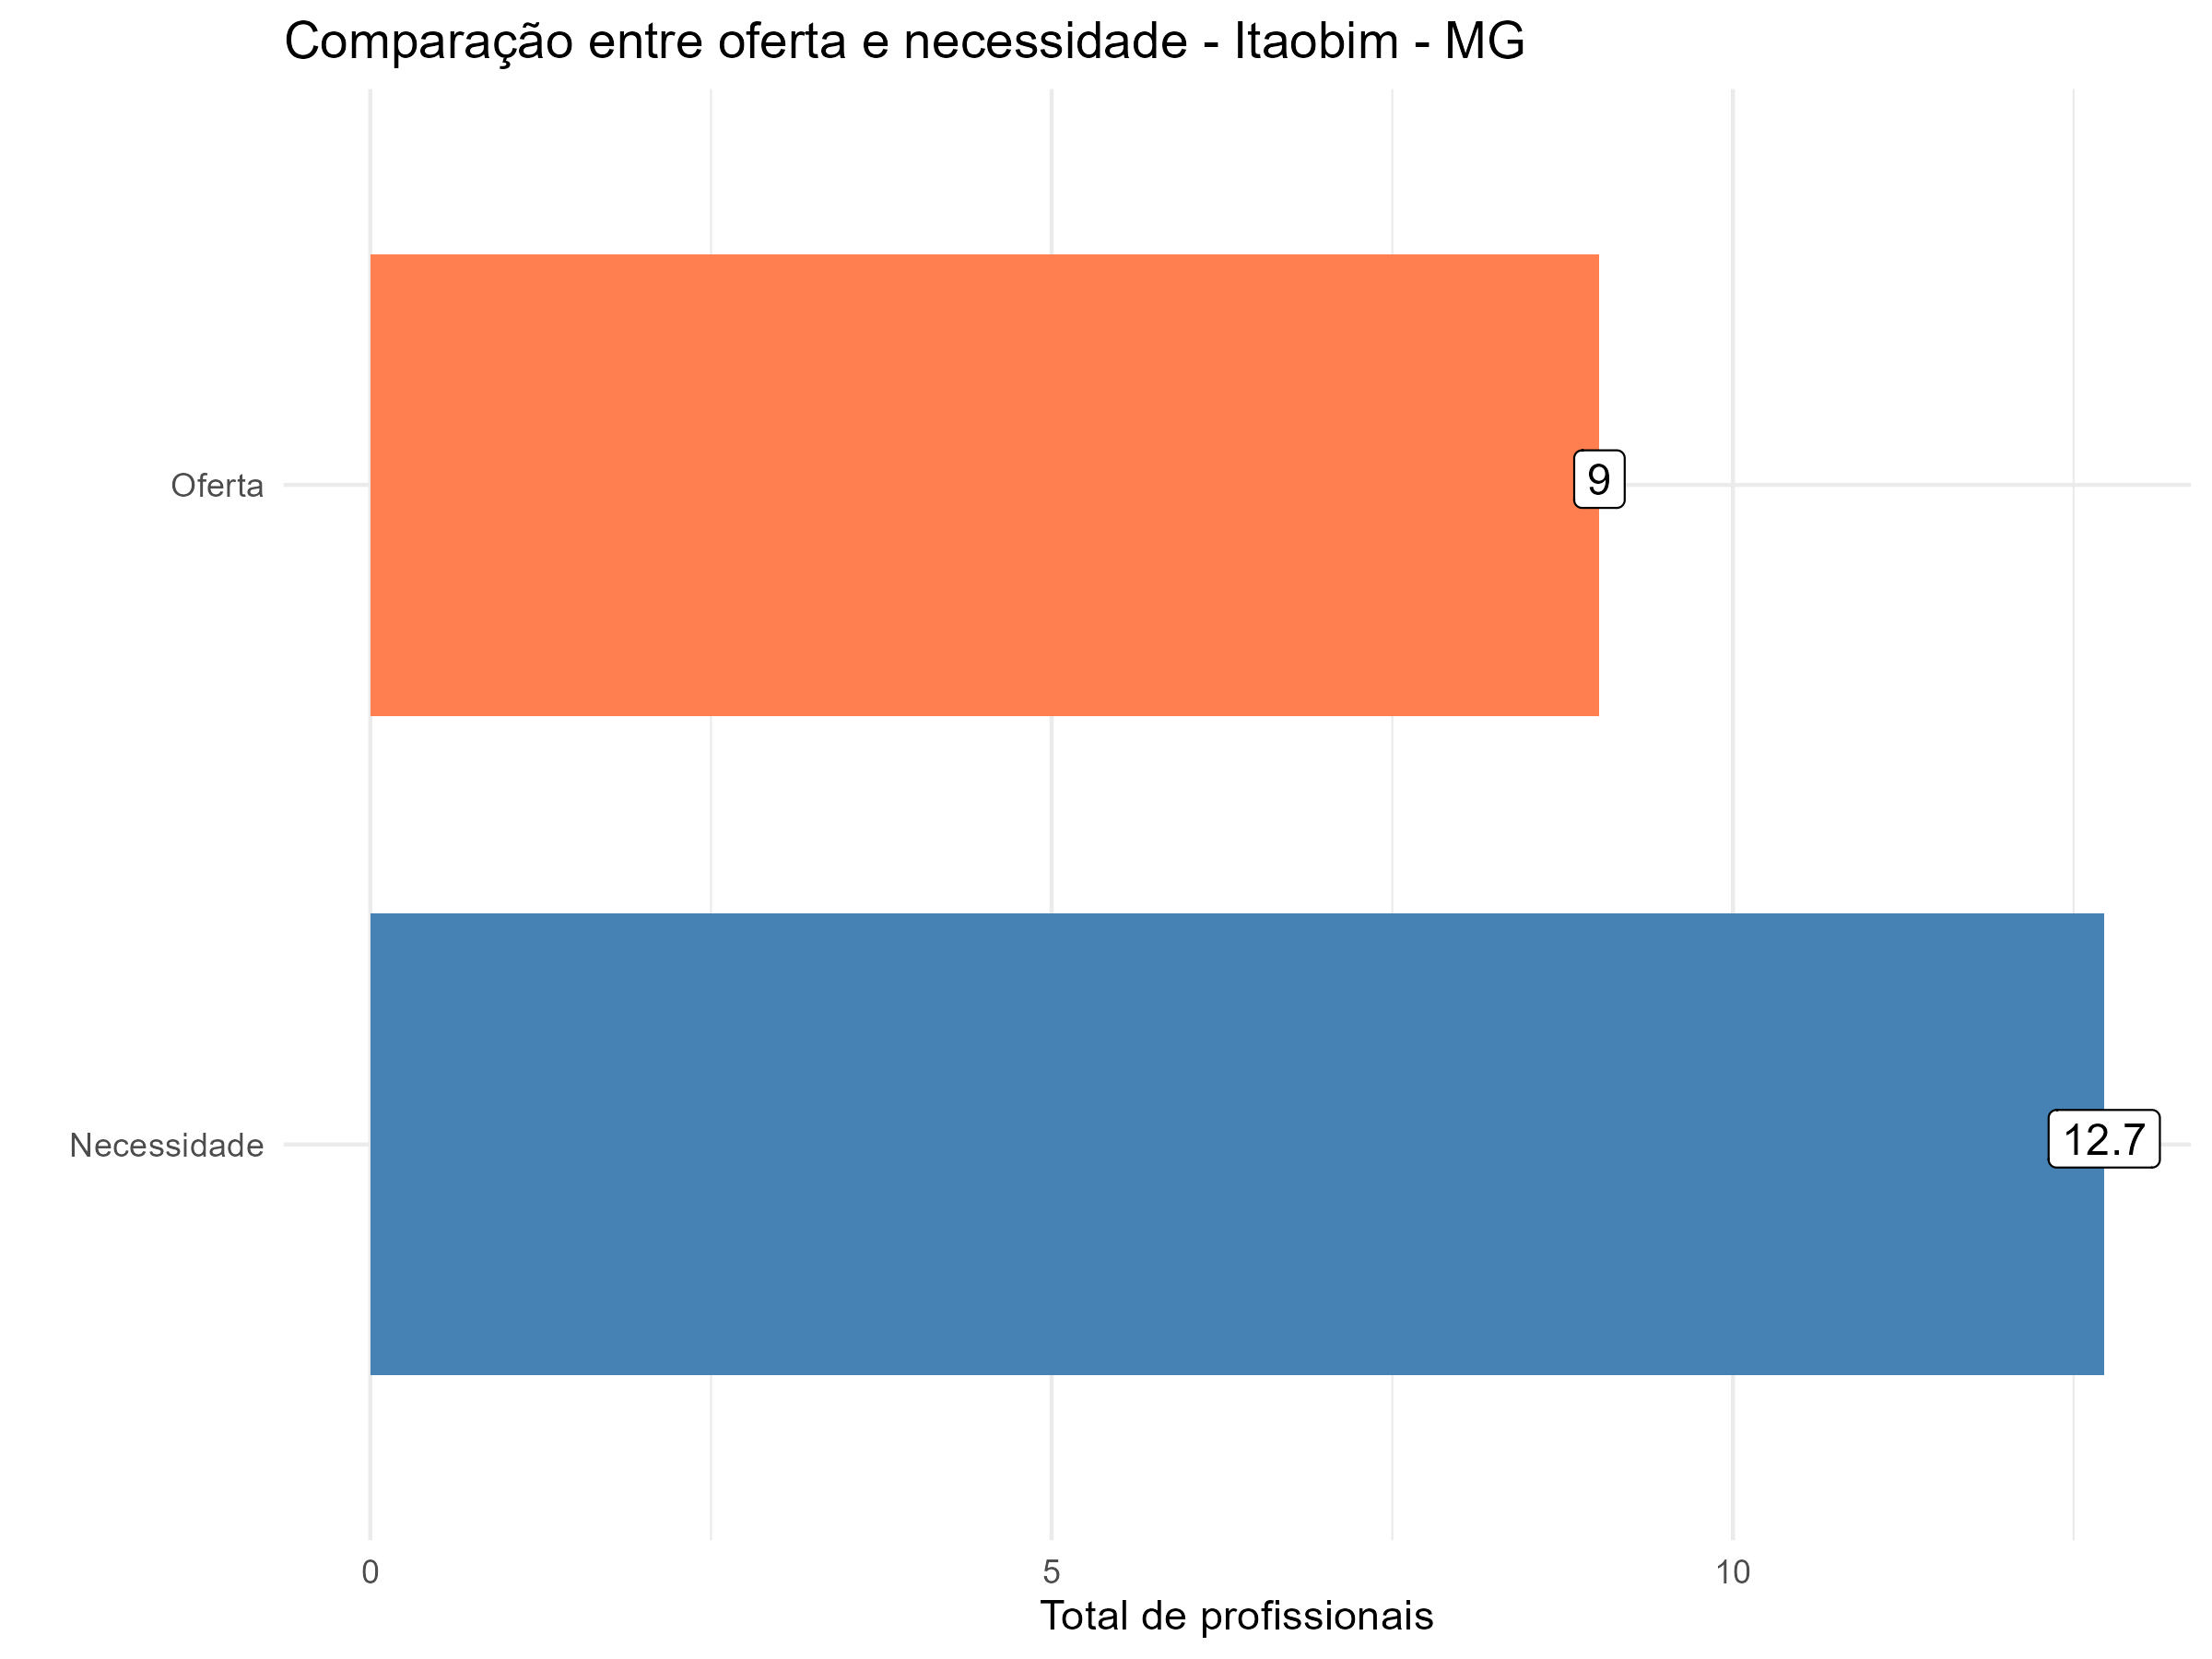 Comparação entre oferta e necessidade - Itaobim - MG
Oferta
9
Necessidade
12.7
0
5
10
Total de profissionais